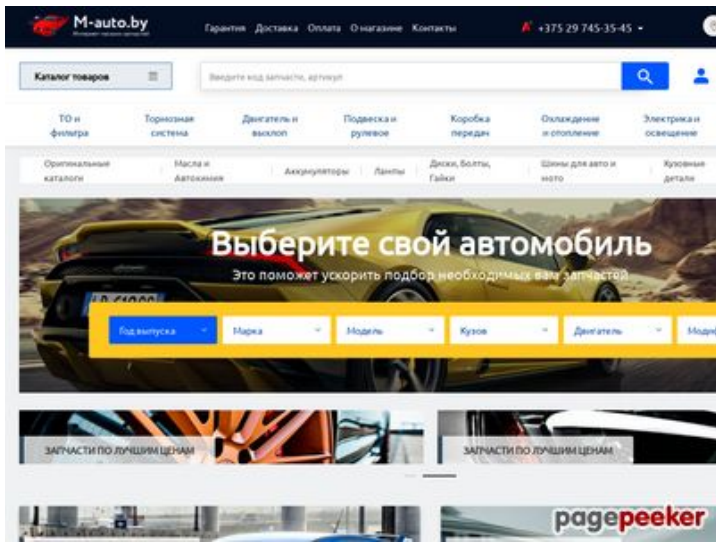 M-auto.by
Интернет-магазин запчастей
Гарантия Доставка Оплата О магазине Контакты
+375 29 745-35-45
Каталог товаров
Введите код запчасти, артикул
ТО и фильтра
Тормозная система
Двигатель и выхлоп
Подвеска и рулевое
Коробка передач
Охлаждение и отопление
Электрика и освещение
Оригинальные каталоги
Масла и Автохимия
Аккумуляторы
Лампы
Диски, Болты, Гайки
Шины для авто и мото
Кузовные детали
Выберите свой автомобиль
Это поможет ускорить подбор необходимых вам запчастей
Год выпуска
Марка
Модель
Кузов
Двигатель
ЗАПЧАСТИ ПО ЛУЧШИМ ЦЕНАМ
ЗАПЧАСТИ ПО ЛУЧШИМ ЦЕНАМ
pagepeeker